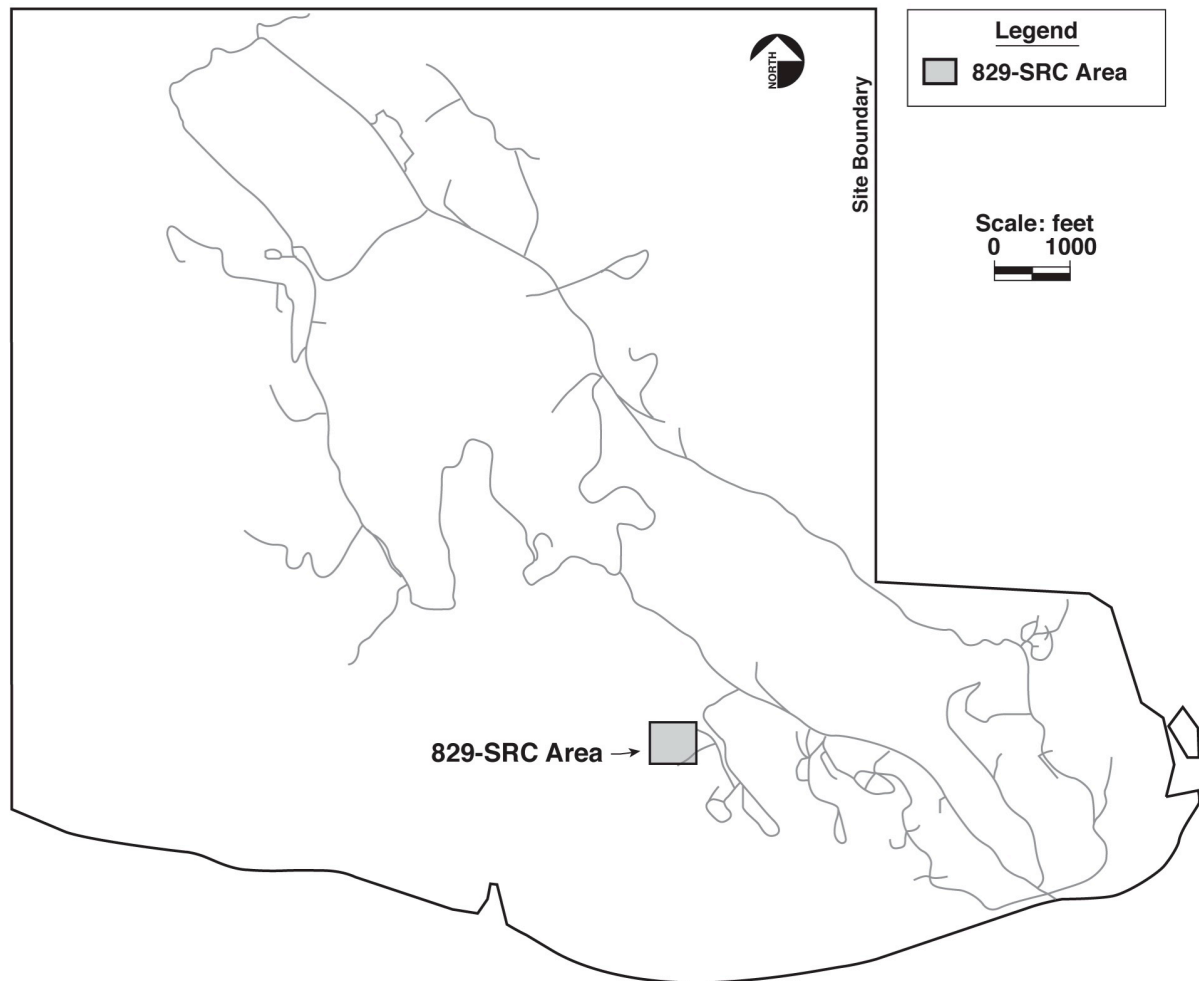 Legend
829-SRC Area
NORTH
Site Boundary
Scale: feet
0 1000
829-SRC Area